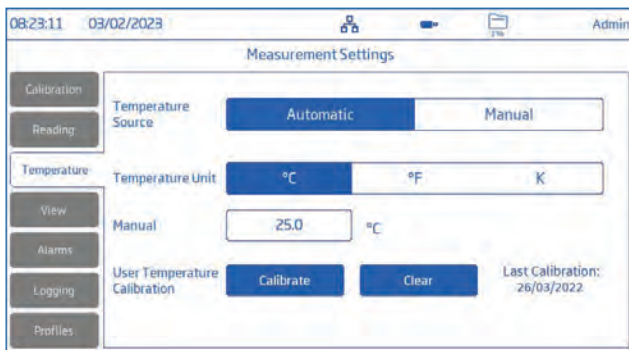 08:23:11 03/02/2023 1% Admin
Measurement Settings
Calibration
Reading
Temperature
View
Alarms
Logging
Profiles
Temperature
Source
Automatic Manual
Temperature Unit °C °F K
Manual 25.0 °C
User Temperature
Calibration
Calibrate Clear
Last Calibration:
26/03/2022